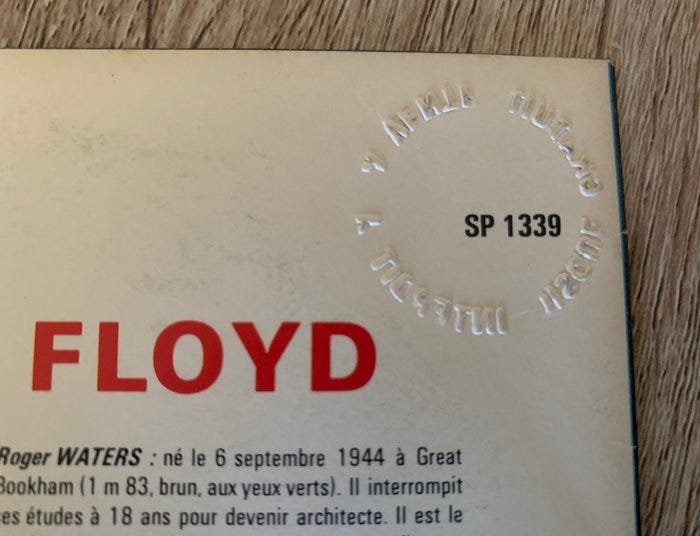 SP 1339
FLOYD
Roger WATERS : né le 6 septembre 1944 à Great
Bookham (1 m 83, brun, aux yeux verts). Il interrompit
ses études à 18 ans pour devenir architecte. Il est le